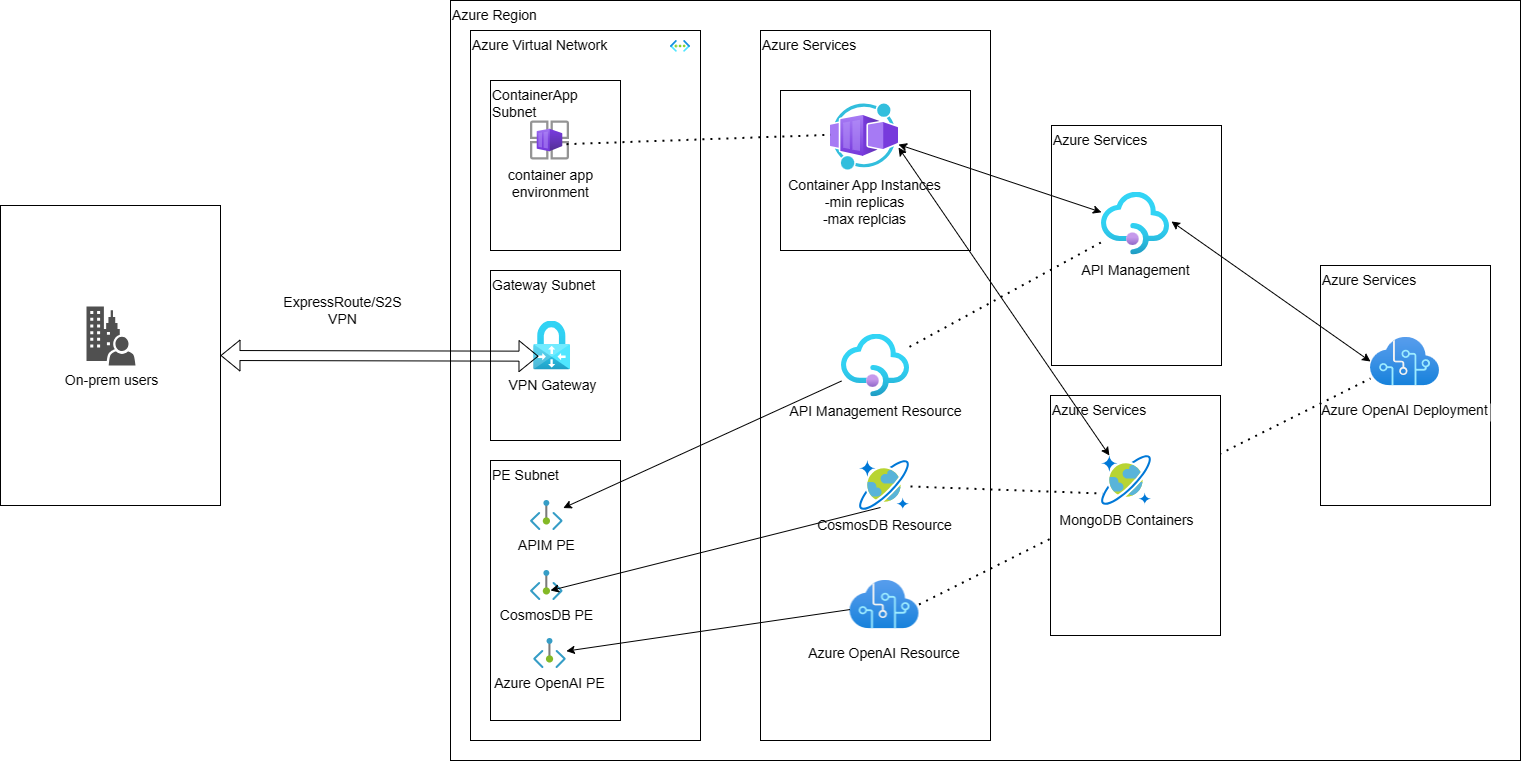 Azure Region
Azure Virtual Network
ContainerApp
Subnet
container app
environment
Gateway Subnet
VPN Gateway
PE Subnet
APIM PE
CosmosDB PE
Azure OpenAI PE
On-prem users
ExpressRoute/S2S
VPN
Azure Services
Container App Instances
-min replicas
-max replcias
API Management Resource
CosmosDB Resource
Azure OpenAI Resource
Azure Services
API Management
Azure Services
MongoDB Containers
Azure Services
Azure OpenAI Deployment